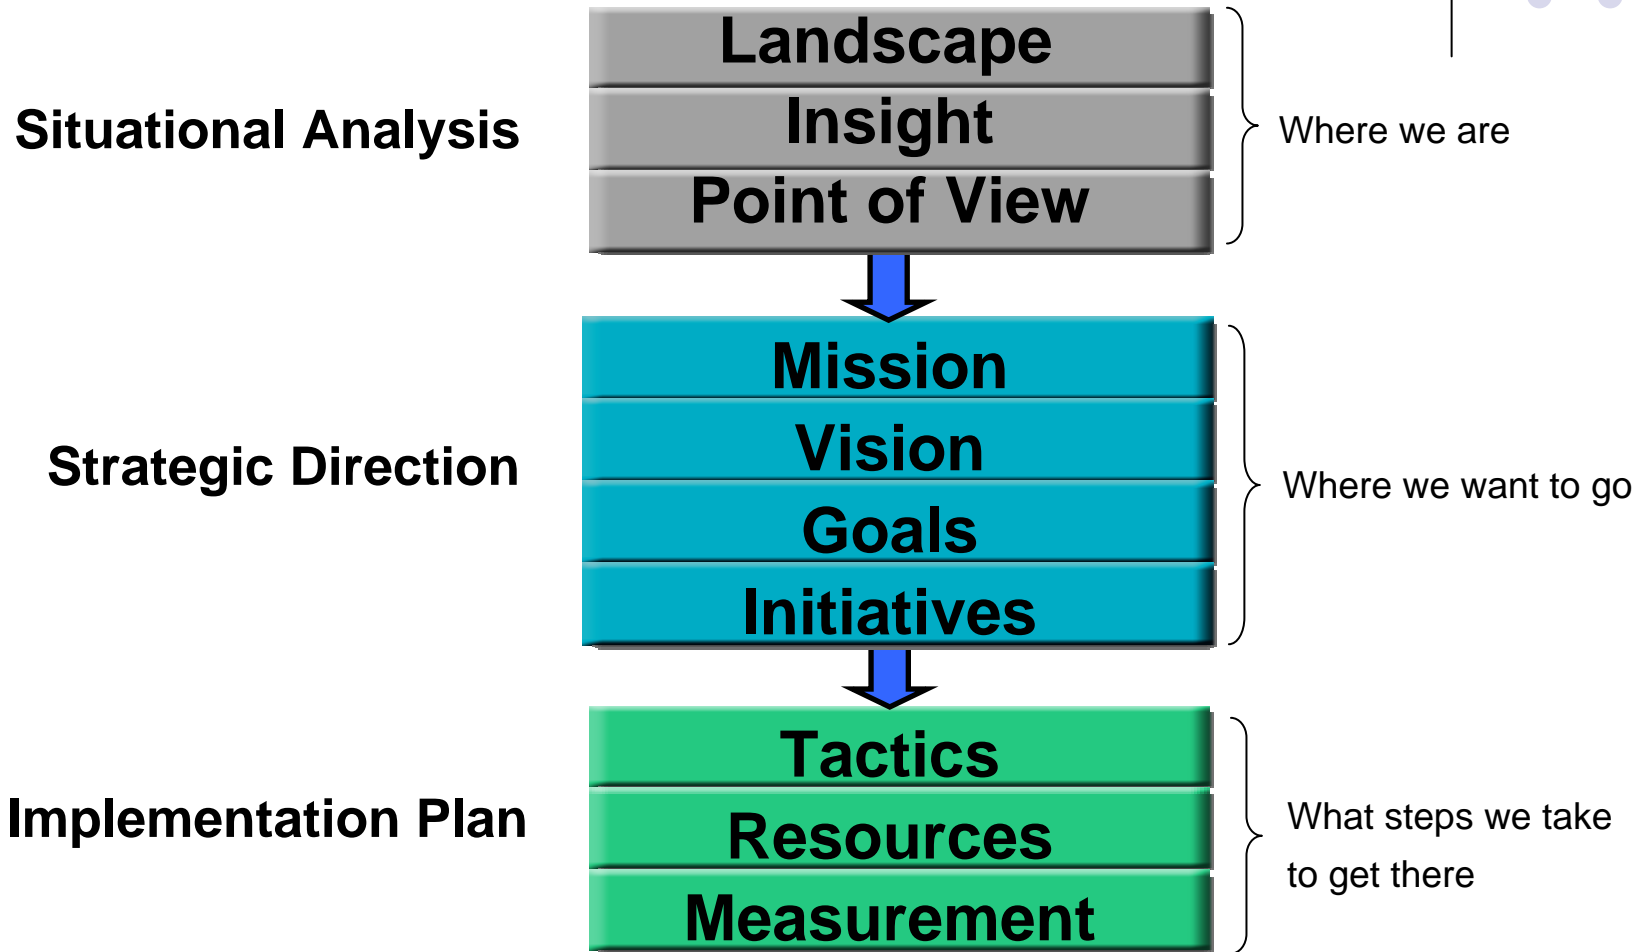 Situational Analysis
Landscape
Insight
Point of View
Where we are
Strategic Direction
Mission
Vision
Goals
Initiatives
Where we want to go
Implementation Plan
Tactics
Resources
Measurement
What steps we take
to get there